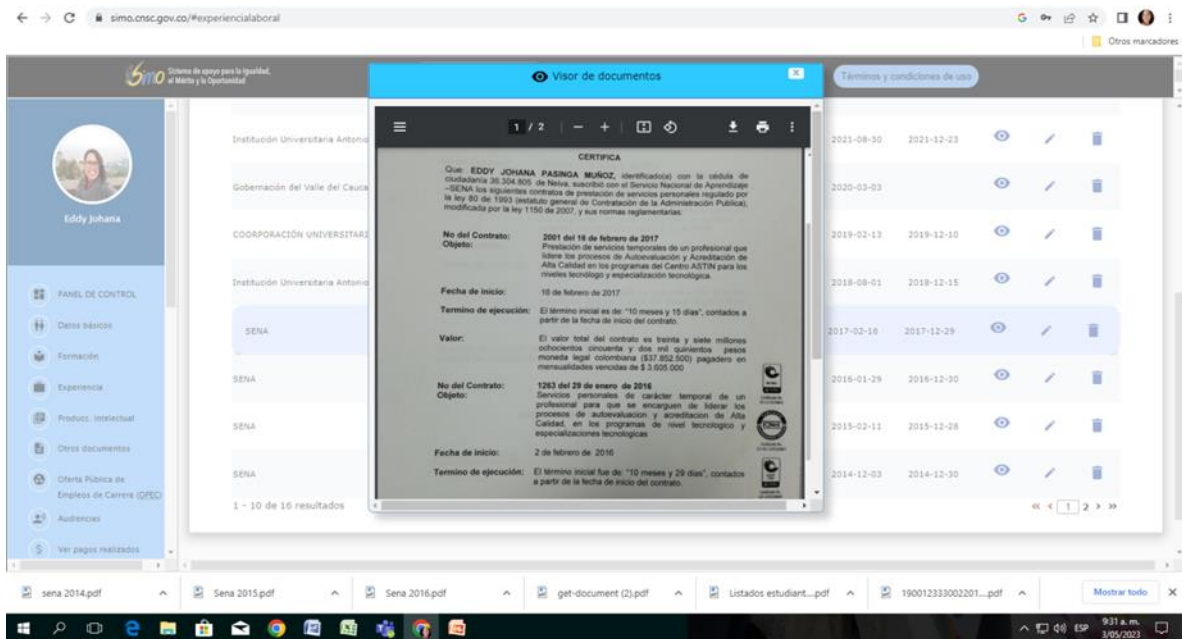 simo.cnsc.gov.co/#experiencialaboral
Otros marcadores
Simo
Sistema de apoyo para la Igualdad,
el Mérito y la Oportunidad
Visor de documentos
Términos y condiciones de uso
Eddy Johana
PANEL DE CONTROL
Datos básicos
Formación
Experiencia
Producc. intelectual
Otros documentos
Oferta Pública de
Empleos de Carrera (OPEC)
Audiencias
Ver pagos realizados
Institución Universitaria Antonio
2021-08-30 2021-12-23
Gobernación del Valle del Cauca
2020-03-03
COORPORACIÓN UNIVERSITARI
2019-02-13 2019-12-10
Institución Universitaria Antonio
2018-08-01 2018-12-15
SENA 2017-02-16 2017-12-29
SENA 2016-01-29 2016-12-30
SENA 2015-02-11 2015-12-28
SENA 2014-12-03 2014-12-30
1 - 10 de 16 resultados
« < 1 2 > »
1 / 2
CERTIFICA
Que: EDDY JOHANA PASINGA MUÑOZ, identificado(a) con la cédula de
ciudadanía 36.304.805 de Neiva, suscribió con el Servicio Nacional de Aprendizaje
–SENA los siguientes contratos de prestación de servicios personales regulado por
la ley 80 de 1993 (estatuto general de Contratación de la Administración Publica),
modificada por la ley 1150 de 2007, y sus normas reglamentarias:
No del Contrato: 2001 del 16 de febrero de 2017
Objeto: Prestación de servicios temporales de un profesional que
lidere los procesos de Autoevaluación y Acreditación de
Alta Calidad en los programas del Centro ASTIN para los
niveles tecnólogo y especialización tecnológica.
Fecha de inicio: 16 de febrero de 2017
Termino de ejecución: El término inicial es de: "10 meses y 15 días", contados a
partir de la fecha de inicio del contrato.
Valor: El valor total del contrato es treinta y siete millones
ochocientos cincuenta y dos mil quinientos pesos
moneda legal colombiana ($37.852.500) pagadero en
mensualidades vencidas de $ 3.605.000
No del Contrato: 1263 del 29 de enero de 2016
Objeto: Servicios personales de carácter temporal de un
profesional para que se encarguen de liderar los
procesos de autoevaluación y acreditacion de Alta
Calidad, en los programas de nivel tecnologico y
especializaciones tecnologicas
Fecha de inicio: 2 de febrero de 2016
Termino de ejecución: El término inicial fue de: "10 meses y 29 días", contados
a partir de la fecha de inicio del contrato.
sena 2014.pdf
Sena 2015.pdf
Sena 2016.pdf
get-document (2).pdf
Listados estudiant....pdf
190012333002201....pdf
Mostrar todo
ESP
9:31 a. m.
3/05/2023